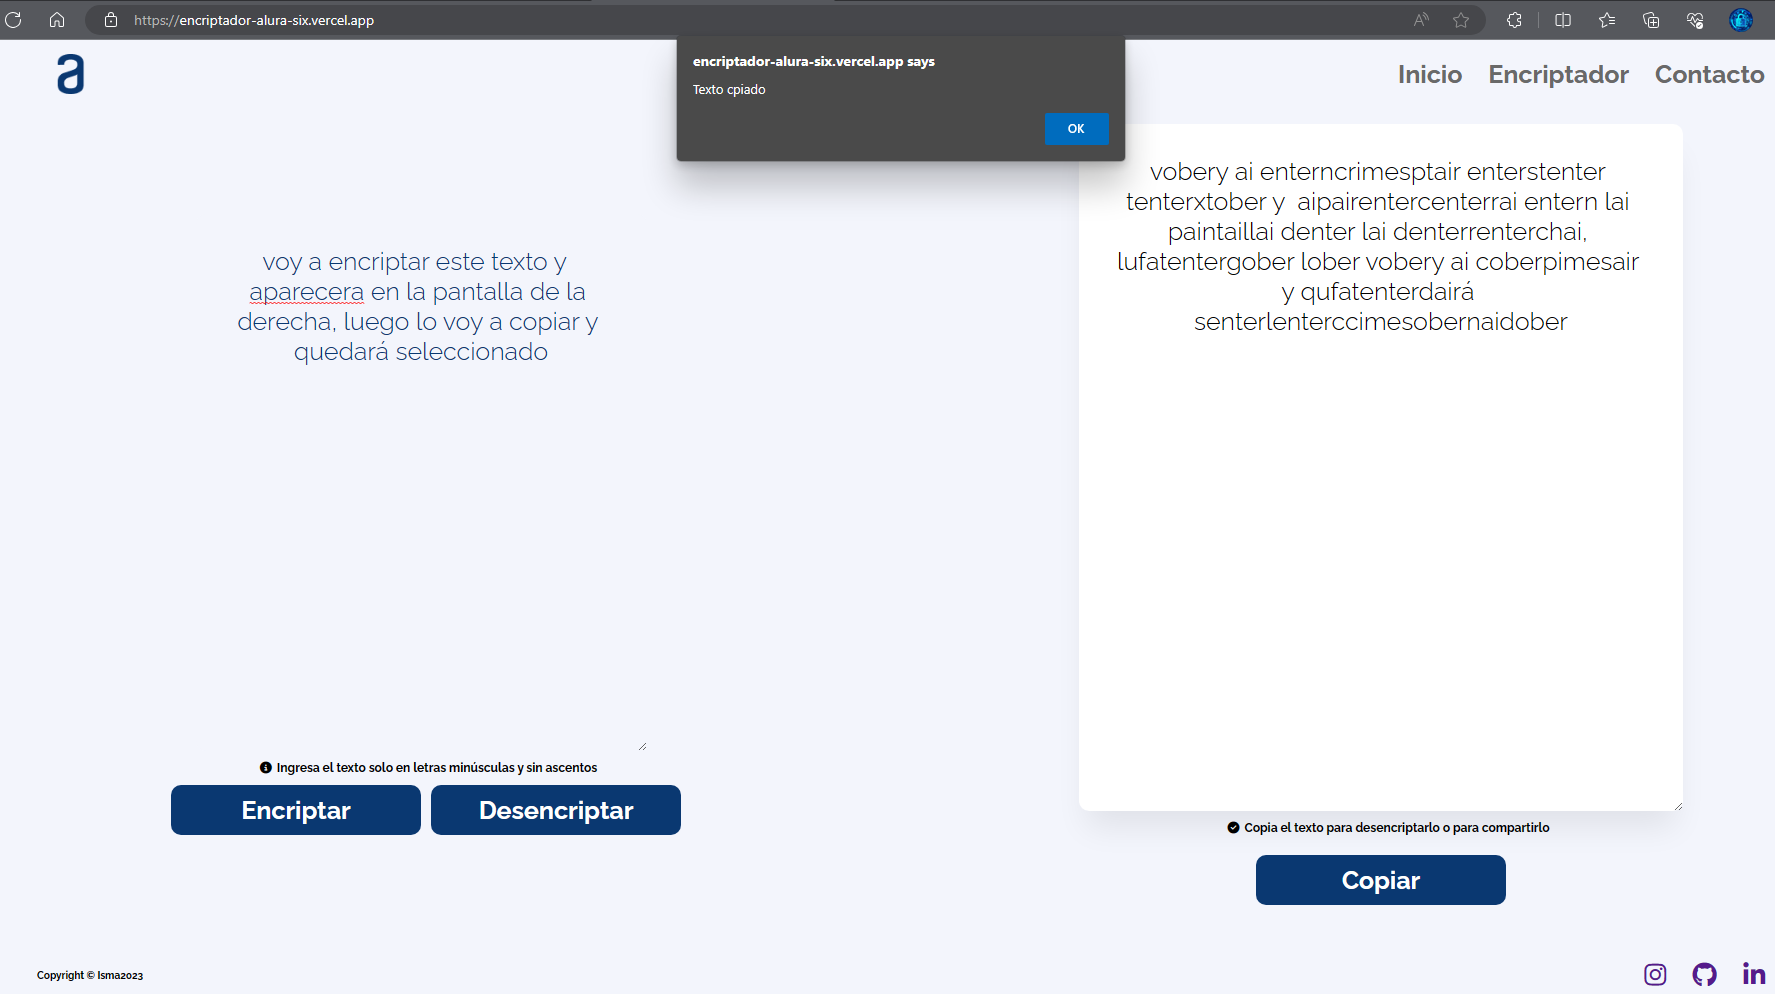 https://encriptador-alura-six.vercel.app
encriptador-alura-six.vercel.app says
Texto cpiado
OK
a
Inicio Encriptador Contacto
voy a encriptar este texto y
aparecera en la pantalla de la
derecha, luego lo voy a copiar y
quedará seleccionado
Ingresa el texto solo en letras minúsculas y sin ascentos
Encriptar Desencriptar
vobery ai enterncrimesptair enterstenter
tenterxtober y  aipairentercenterrai entern lai
paintaillai denter lai denterrenterchai,
lufatentergober lober vobery ai coberpimesair
y qufatenterdairá
senterlenterccimesobernaidober
Copia el texto para desencriptarlo o para compartirlo
Copiar
Copyright © Isma2023